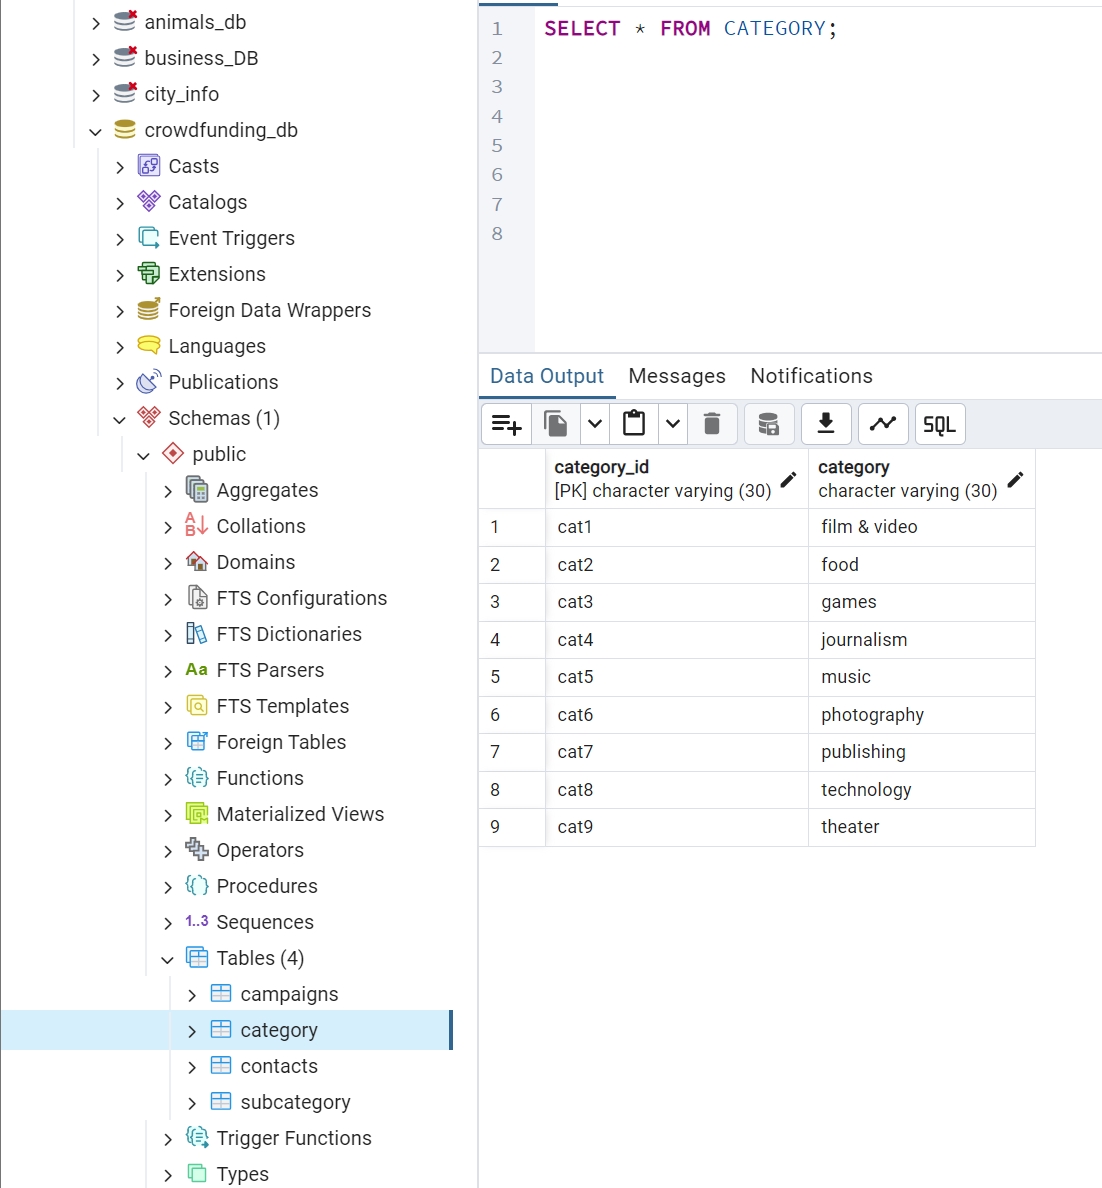 animals_db
business_DB
city_info
crowdfunding_db
Casts
Catalogs
Event Triggers
Extensions
Foreign Data Wrappers
Languages
Publications
Schemas (1)
public
Aggregates
Collations
Domains
FTS Configurations
FTS Dictionaries
Aa FTS Parsers
FTS Templates
Foreign Tables
Functions
Materialized Views
Operators
Procedures
1..3 Sequences
Tables (4)
campaigns
category
contacts
subcategory
Trigger Functions
Types
1 SELECT * FROM CATEGORY;
2
3
4
5
6
7
8
Data Output Messages Notifications
SQL
category_id category
[PK] character varying (30) character varying (30)
1 cat1 film & video
2 cat2 food
3 cat3 games
4 cat4 journalism
5 cat5 music
6 cat6 photography
7 cat7 publishing
8 cat8 technology
9 cat9 theater